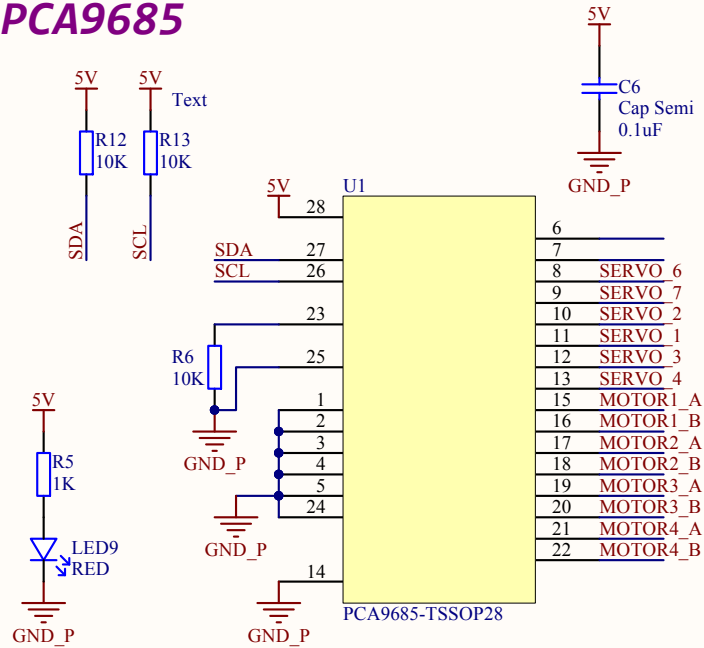 PCA9685
5V
5V
Text
R12
10K
R13
10K
SDA
SCL
5V
C6
Cap Semi
0.1uF
GND_P
5V
U1
28
SDA
27
SCL
26
23
R6
10K
25
GND_P
1
2
3
4
5
24
GND_P
14
GND_P
6
7
8 SERVO_6
9 SERVO_7
10 SERVO_2
11 SERVO_1
12 SERVO_3
13 SERVO_4
15 MOTOR1_A
16 MOTOR1_B
17 MOTOR2_A
18 MOTOR2_B
19 MOTOR3_A
20 MOTOR3_B
21 MOTOR4_A
22 MOTOR4_B
PCA9685-TSSOP28
5V
R5
1K
LED9
RED
GND_P